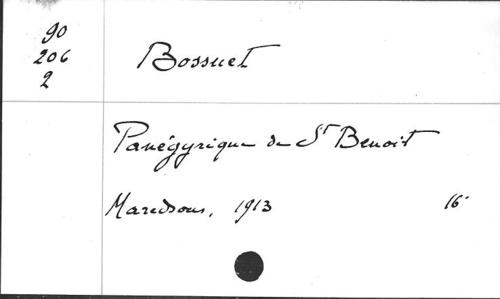 90
206
2
Bossuet
Panégyrique de St Benoit
Maredsous, 1913 16°